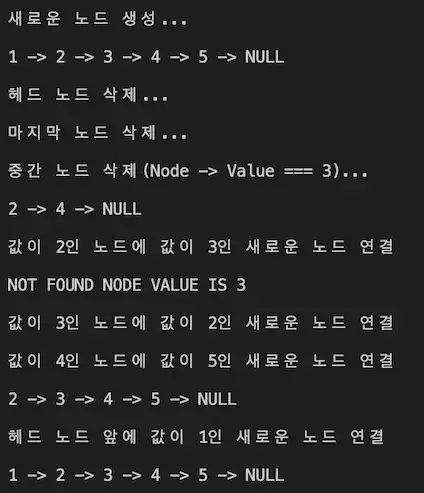 새로운 노드 생성...
1 -> 2 -> 3 -> 4 -> 5 -> NULL
헤드 노드 삭제...
마지막 노드 삭제...
중간 노드 삭제(Node -> Value === 3)...
2 -> 4 -> NULL
값이 2인 노드에 값이 3인 새로운 노드 연결
NOT FOUND NODE VALUE IS 3
값이 3인 노드에 값이 2인 새로운 노드 연결
값이 4인 노드에 값이 5인 새로운 노드 연결
2 -> 3 -> 4 -> 5 -> NULL
헤드 노드 앞에 값이 1인 새로운 노드 연결
1 -> 2 -> 3 -> 4 -> 5 -> NULL